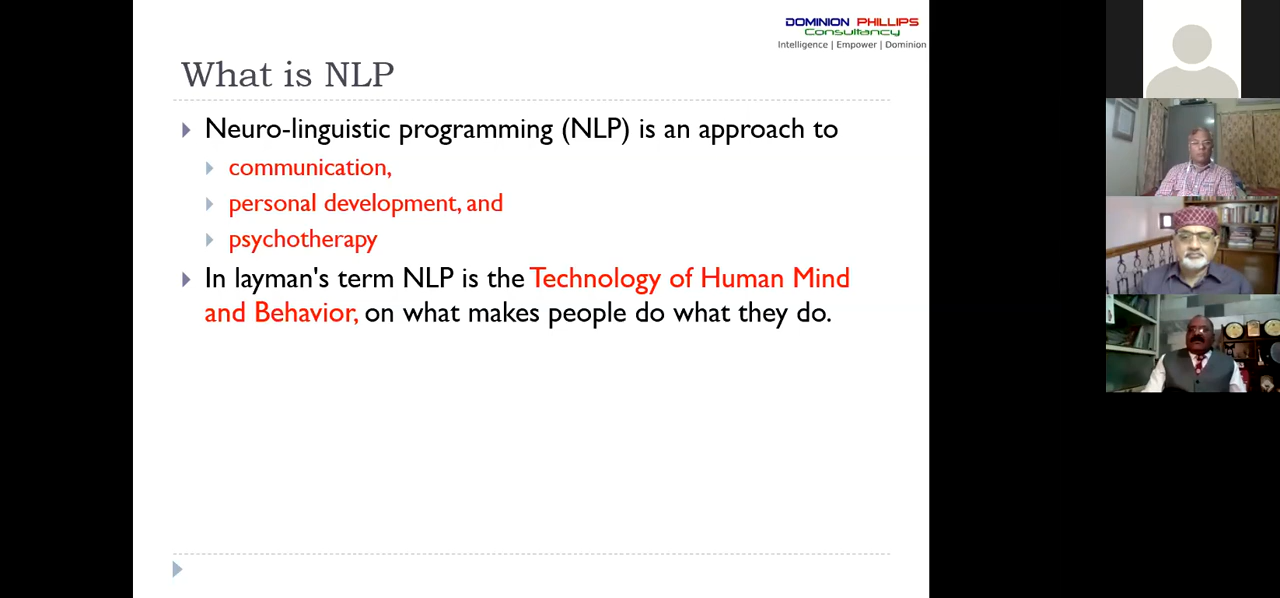 DOMINION PHILLIPS
Consultancy
Intelligence | Empower | Dominion
What is NLP
Neuro-linguistic programming (NLP) is an approach to
communication,
personal development, and
psychotherapy
In layman's term NLP is the Technology of Human Mind
and Behavior, on what makes people do what they do.